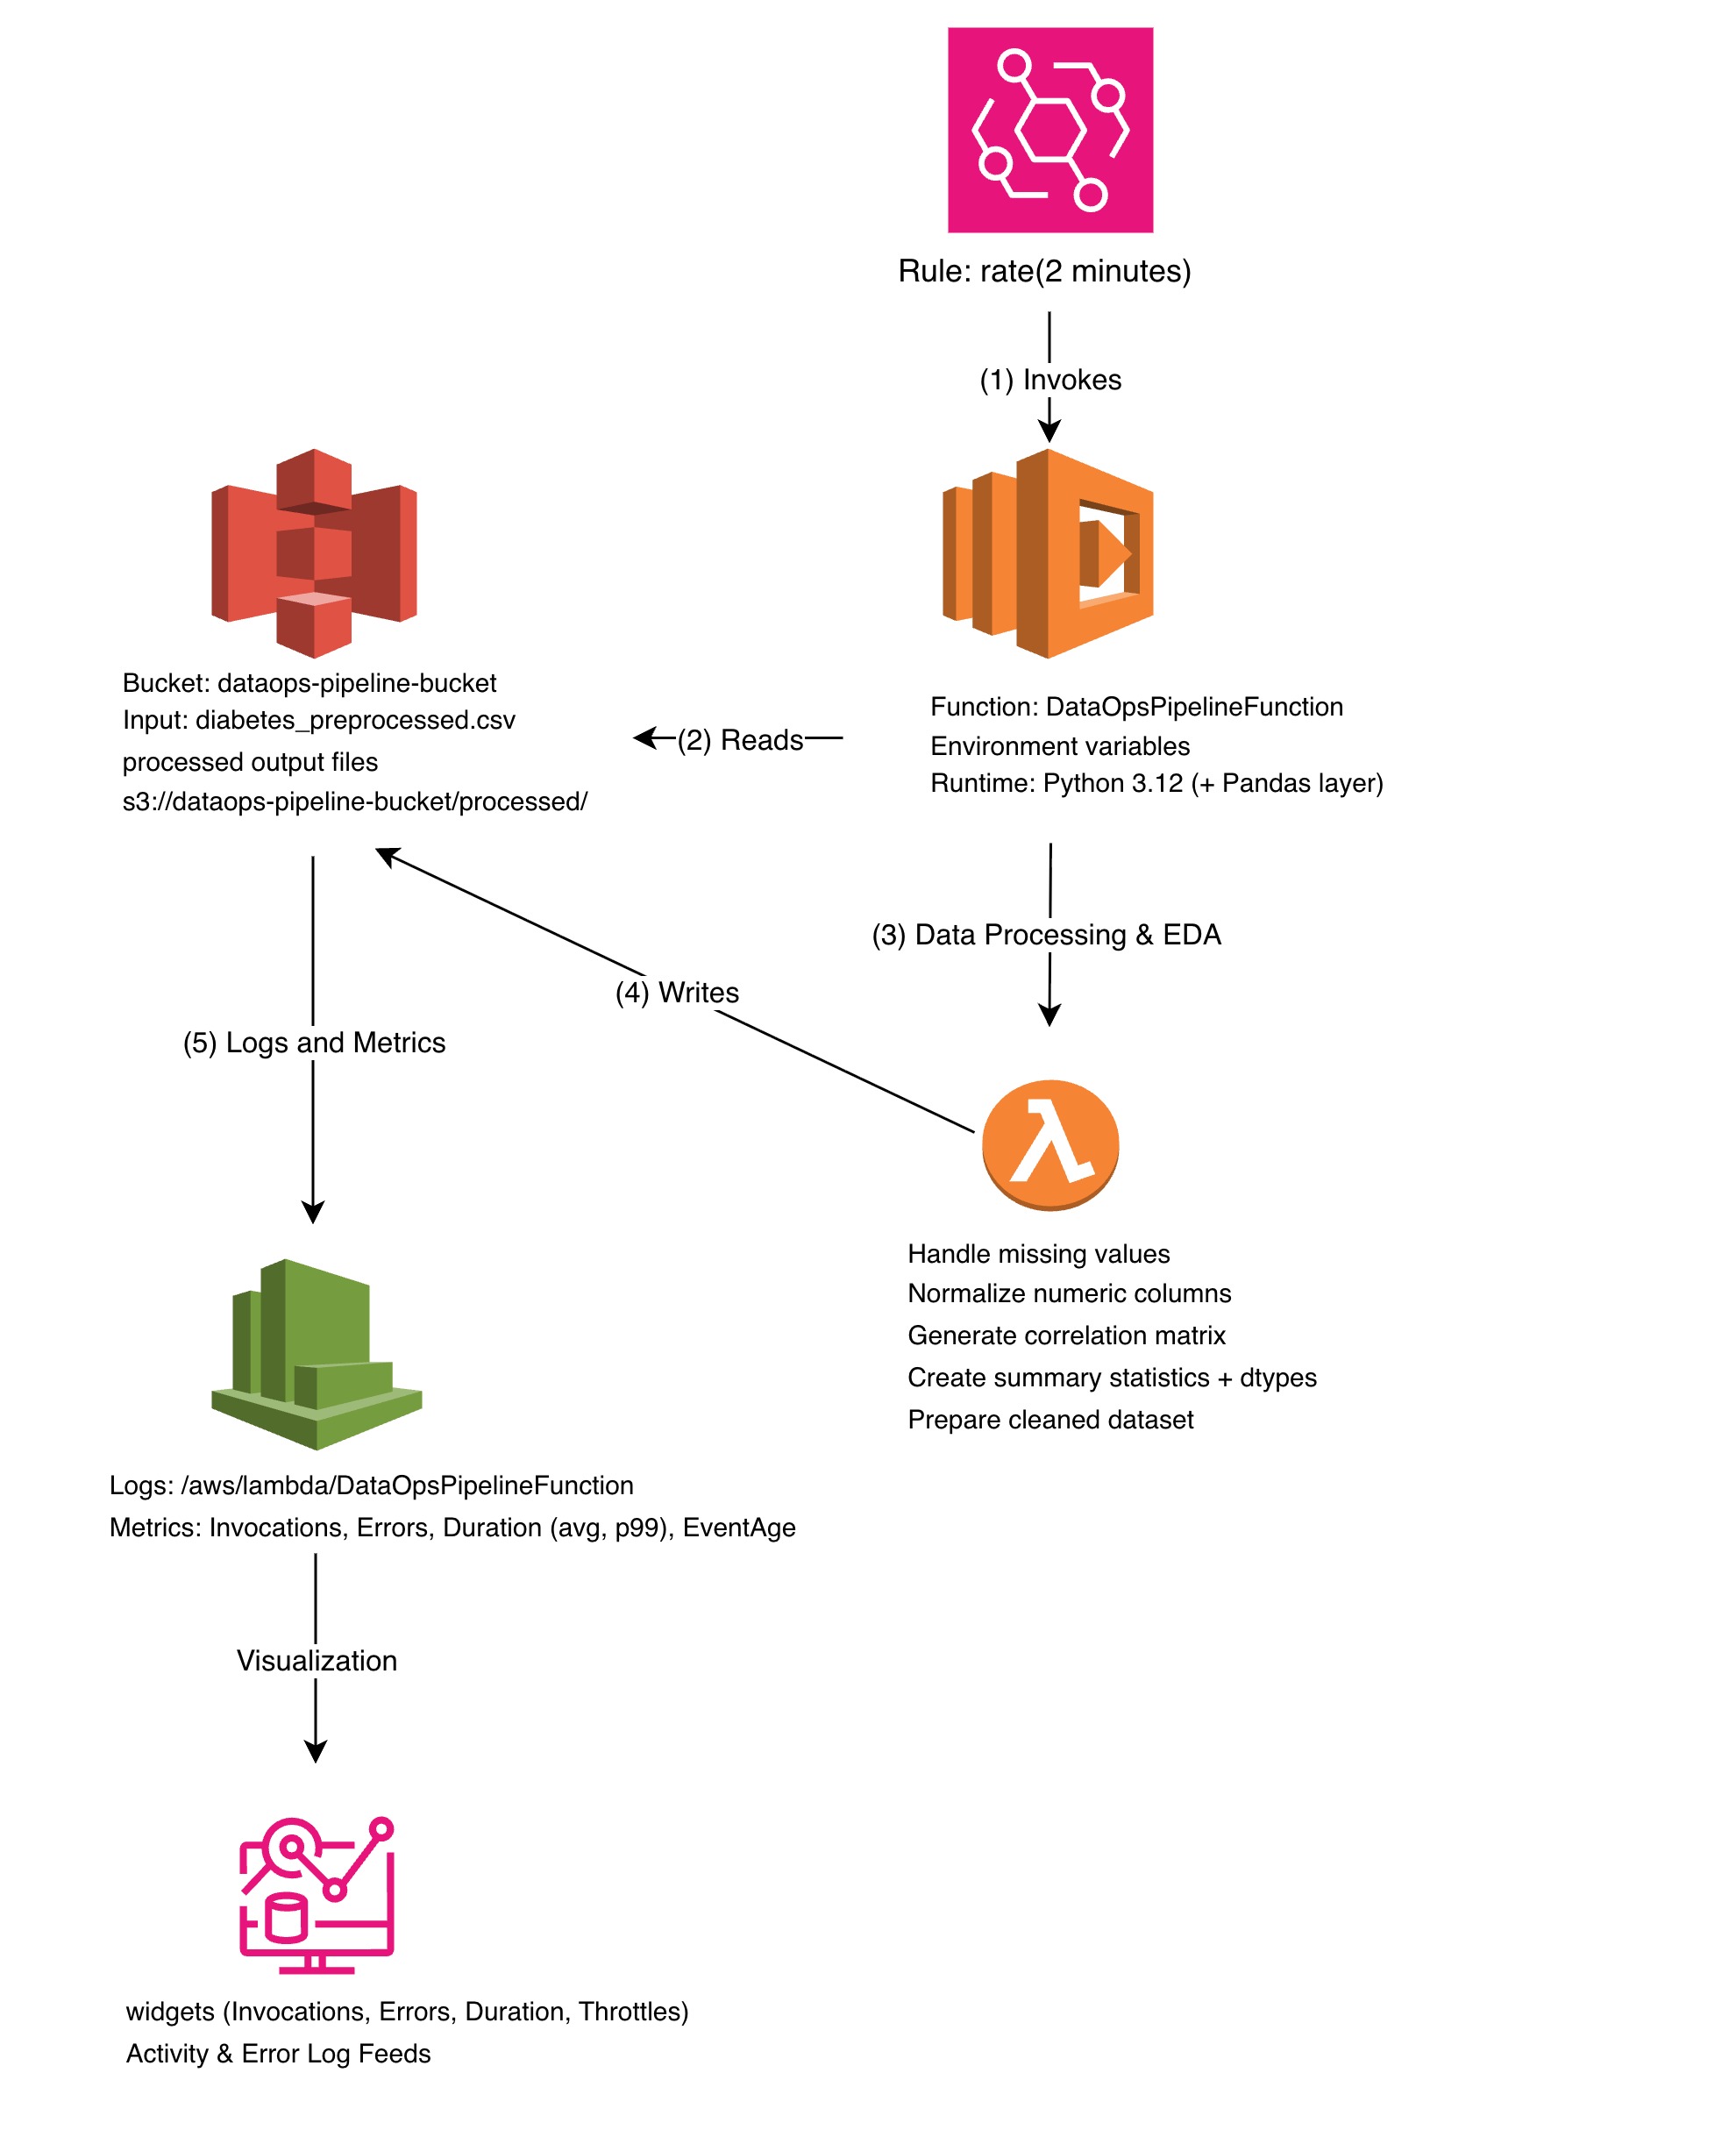 Rule: rate(2 minutes)
(1) Invokes
Bucket: dataops-pipeline-bucket
Input: diabetes_preprocessed.csv
processed output files
s3://dataops-pipeline-bucket/processed/
(2) Reads
Function: DataOpsPipelineFunction
Environment variables
Runtime: Python 3.12 (+ Pandas layer)
(3) Data Processing & EDA
(4) Writes
(5) Logs and Metrics
Handle missing values
Normalize numeric columns
Generate correlation matrix
Create summary statistics + dtypes
Prepare cleaned dataset
Logs: /aws/lambda/DataOpsPipelineFunction
Metrics: Invocations, Errors, Duration (avg, p99), EventAge
Visualization
widgets (Invocations, Errors, Duration, Throttles)
Activity & Error Log Feeds